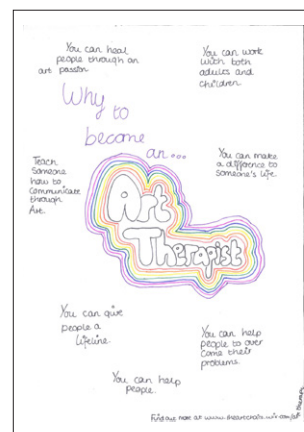 You can heal
people through an
art passion
You can work
with both
adults and
children.
Why to
become
an...
Teach
someone
how to
communicate
through
Art.
You can make
a difference to
someone's life.
Art
Therapist
You can give
people a
lifeline.
You can help
people to over
come their
problems.
You can help
people.
Find out more at www.